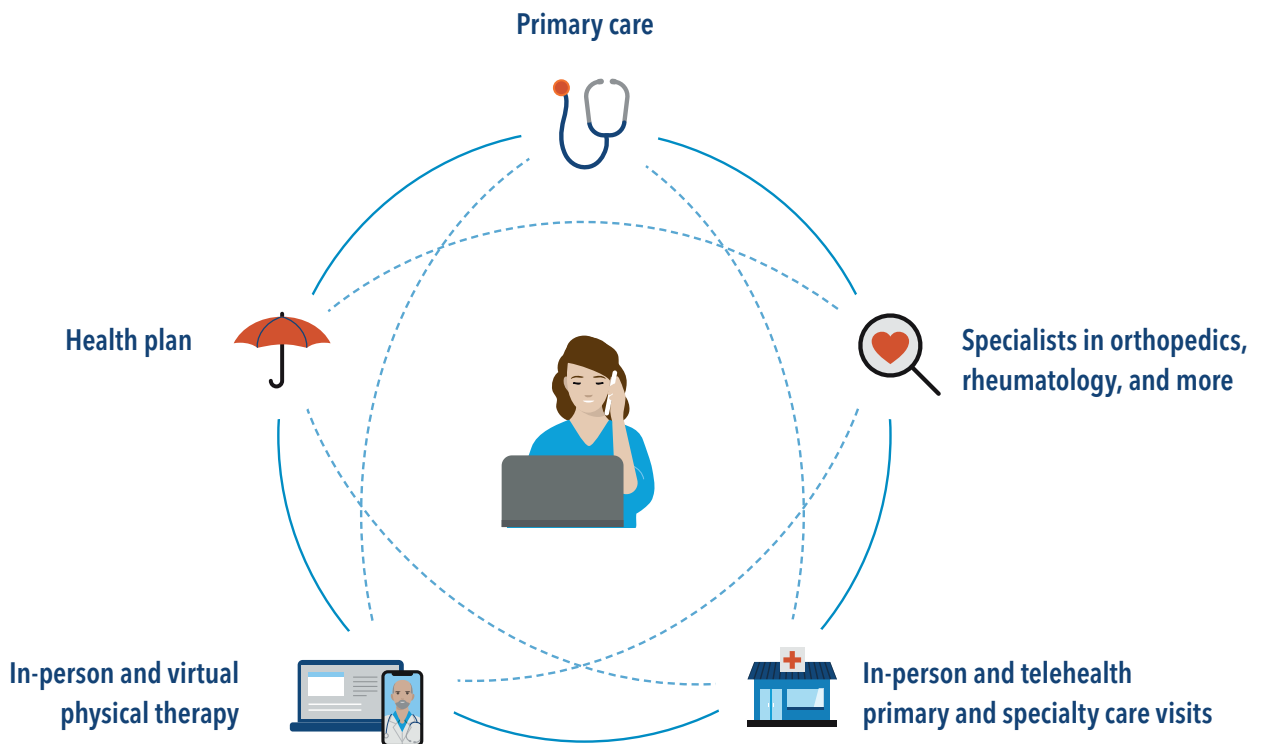 Primary care
Health plan
Specialists in orthopedics,
rheumatology, and more
In-person and virtual
physical therapy
In-person and telehealth
primary and specialty care visits